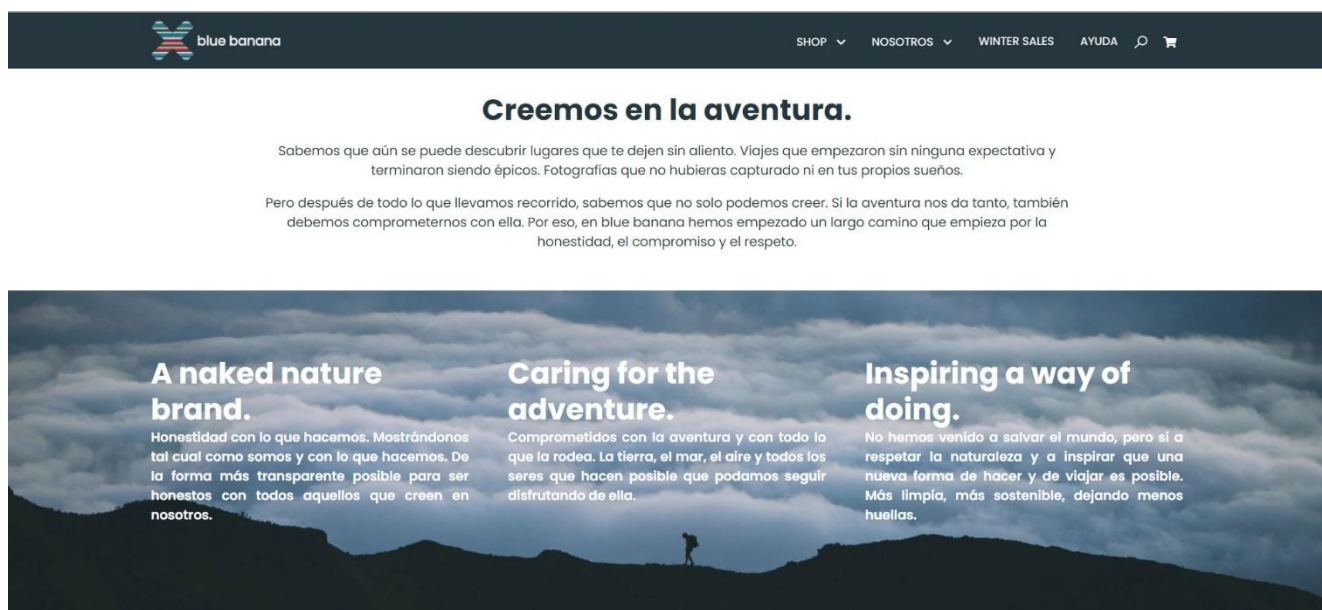 blue banana
SHOP
NOSOTROS
WINTER SALES
AYUDA
Creemos en la aventura.
Sabemos que aún se puede descubrir lugares que te dejen sin aliento. Viajes que empezaron sin ninguna expectativa y
terminaron siendo épicos. Fotografías que no hubieras capturado ni en tus propios sueños.
Pero después de todo lo que llevamos recorrido, sabemos que no solo podemos creer. Si la aventura nos da tanto, también
debemos comprometernos con ella. Por eso, en blue banana hemos empezado un largo camino que empieza por la
honestidad, el compromiso y el respeto.
A naked nature
brand.
Honestidad con lo que hacemos. Mostrándonos
tal cual como somos y con lo que hacemos. De
la forma más transparente posible para ser
honestos con todos aquellos que creen en
nosotros.
Caring for the
adventure.
Comprometidos con la aventura y con todo lo
que la rodea. La tierra, el mar, el aire y todos los
seres que hacen posible que podamos seguir
disfrutando de ella.
Inspiring a way of
doing.
No hemos venido a salvar el mundo, pero sí a
respetar la naturaleza y a inspirar que una
nueva forma de hacer y de viajar es posible.
Más limpia, más sostenible, dejando menos
huellas.